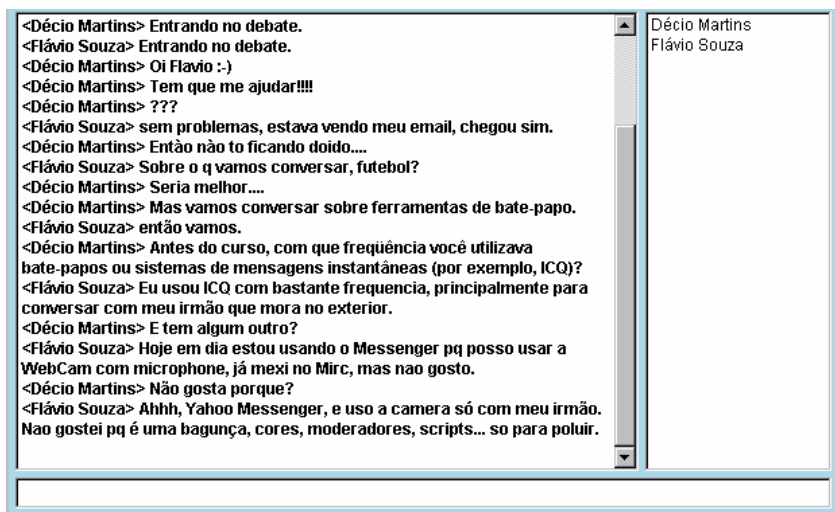 <Décio Martins> Entrando no debate.
<Flávio Souza> Entrando no debate.
<Décio Martins> Oi Flavio :-)
<Décio Martins> Tem que me ajudar!!!!
<Décio Martins> ???
<Flávio Souza> sem problemas, estava vendo meu email, chegou sim.
<Décio Martins> Entào nào to ficando doido....
<Flávio Souza> Sobre o q vamos conversar, futebol?
<Décio Martins> Seria melhor....
<Décio Martins> Mas vamos conversar sobre ferramentas de bate-papo.
<Flávio Souza> então vamos.
<Décio Martins> Antes do curso, com que freqüência você utilizava
bate-papos ou sistemas de mensagens instantâneas (por exemplo, ICQ)?
<Flávio Souza> Eu usou ICQ com bastante frequencia, principalmente para
conversar com meu irmão que mora no exterior.
<Décio Martins> E tem algum outro?
<Flávio Souza> Hoje em dia estou usando o Messenger pq posso usar a
WebCam com microphone, já mexi no Mirc, mas nao gosto.
<Décio Martins> Não gosta porque?
<Flávio Souza> Ahhh, Yahoo Messenger, e uso a camera só com meu irmão.
Nao gostei pq é uma bagunça, cores, moderadores, scripts... so para poluir.
Décio Martins
Flávio Souza